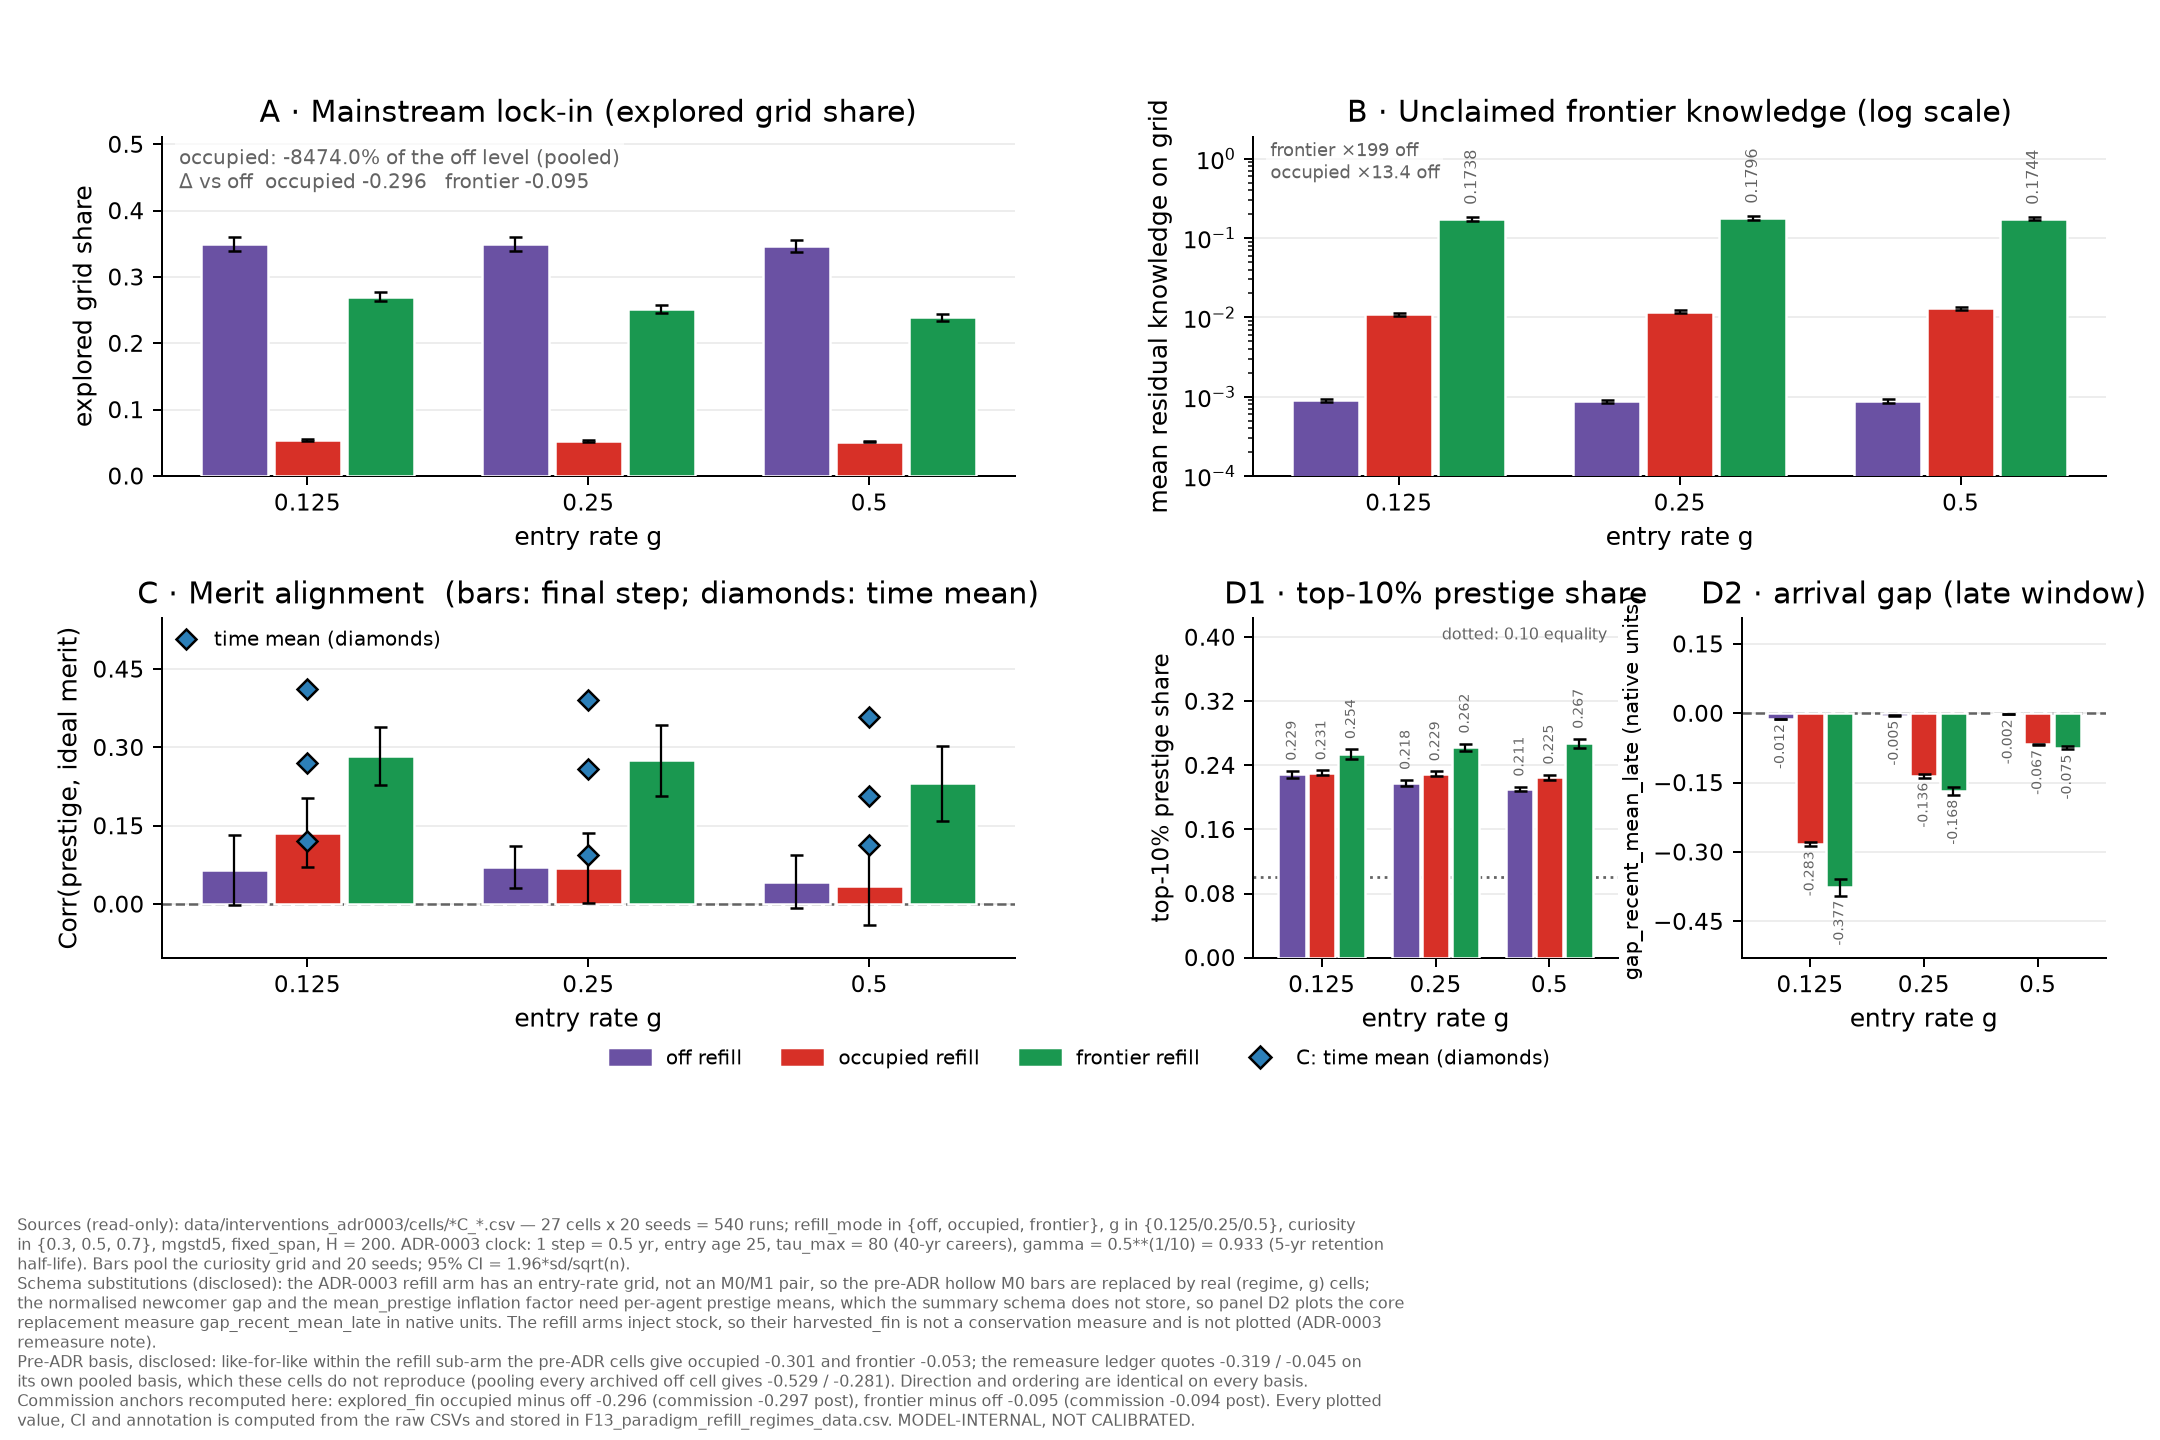 A · Mainstream lock-in (explored grid share)
occupied: -8474.0% of the off level (pooled)
Δ vs off  occupied -0.296   frontier -0.095
explored grid share
0.5
0.4
0.3
0.2
0.1
0.0
0.125
0.25
0.5
entry rate g
B · Unclaimed frontier knowledge (log scale)
frontier ×199 off
occupied ×13.4 off
mean residual knowledge on grid
10⁰
10⁻¹
10⁻²
10⁻³
10⁻⁴
0.1738
0.1796
0.1744
0.125
0.25
0.5
entry rate g
C · Merit alignment  (bars: final step; diamonds: time mean)
time mean (diamonds)
Corr(prestige, ideal merit)
0.45
0.30
0.15
0.00
0.125
0.25
0.5
entry rate g
D1 · top-10% prestige share
dotted: 0.10 equality
top-10% prestige share
0.40
0.32
0.24
0.16
0.08
0.00
0.229
0.231
0.254
0.218
0.229
0.262
0.211
0.225
0.267
0.125
0.25
0.5
entry rate g
D2 · arrival gap (late window)
gap_recent_mean_late (native units)
0.15
0.00
−0.15
−0.30
−0.45
-0.012
-0.283
-0.377
-0.005
-0.136
-0.168
-0.002
-0.067
-0.075
0.125
0.25
0.5
entry rate g
off refill
occupied refill
frontier refill
C: time mean (diamonds)
Sources (read-only): data/interventions_adr0003/cells/*C_*.csv — 27 cells x 20 seeds = 540 runs; refill_mode in {off, occupied, frontier}, g in {0.125/0.25/0.5}, curiosity
in {0.3, 0.5, 0.7}, mgstd5, fixed_span, H = 200. ADR-0003 clock: 1 step = 0.5 yr, entry age 25, tau_max = 80 (40-yr careers), gamma = 0.5**(1/10) = 0.933 (5-yr retention
half-life). Bars pool the curiosity grid and 20 seeds; 95% CI = 1.96*sd/sqrt(n).
Schema substitutions (disclosed): the ADR-0003 refill arm has an entry-rate grid, not an M0/M1 pair, so the pre-ADR hollow M0 bars are replaced by real (regime, g) cells;
the normalised newcomer gap and the mean_prestige inflation factor need per-agent prestige means, which the summary schema does not store, so panel D2 plots the core
replacement measure gap_recent_mean_late in native units. The refill arms inject stock, so their harvested_fin is not a conservation measure and is not plotted (ADR-0003
remeasure note).
Pre-ADR basis, disclosed: like-for-like within the refill sub-arm the pre-ADR cells give occupied -0.301 and frontier -0.053; the remeasure ledger quotes -0.319 / -0.045 on
its own pooled basis, which these cells do not reproduce (pooling every archived off cell gives -0.529 / -0.281). Direction and ordering are identical on every basis.
Commission anchors recomputed here: explored_fin occupied minus off -0.296 (commission -0.297 post), frontier minus off -0.095 (commission -0.094 post). Every plotted
value, CI and annotation is computed from the raw CSVs and stored in F13_paradigm_refill_regimes_data.csv. MODEL-INTERNAL, NOT CALIBRATED.